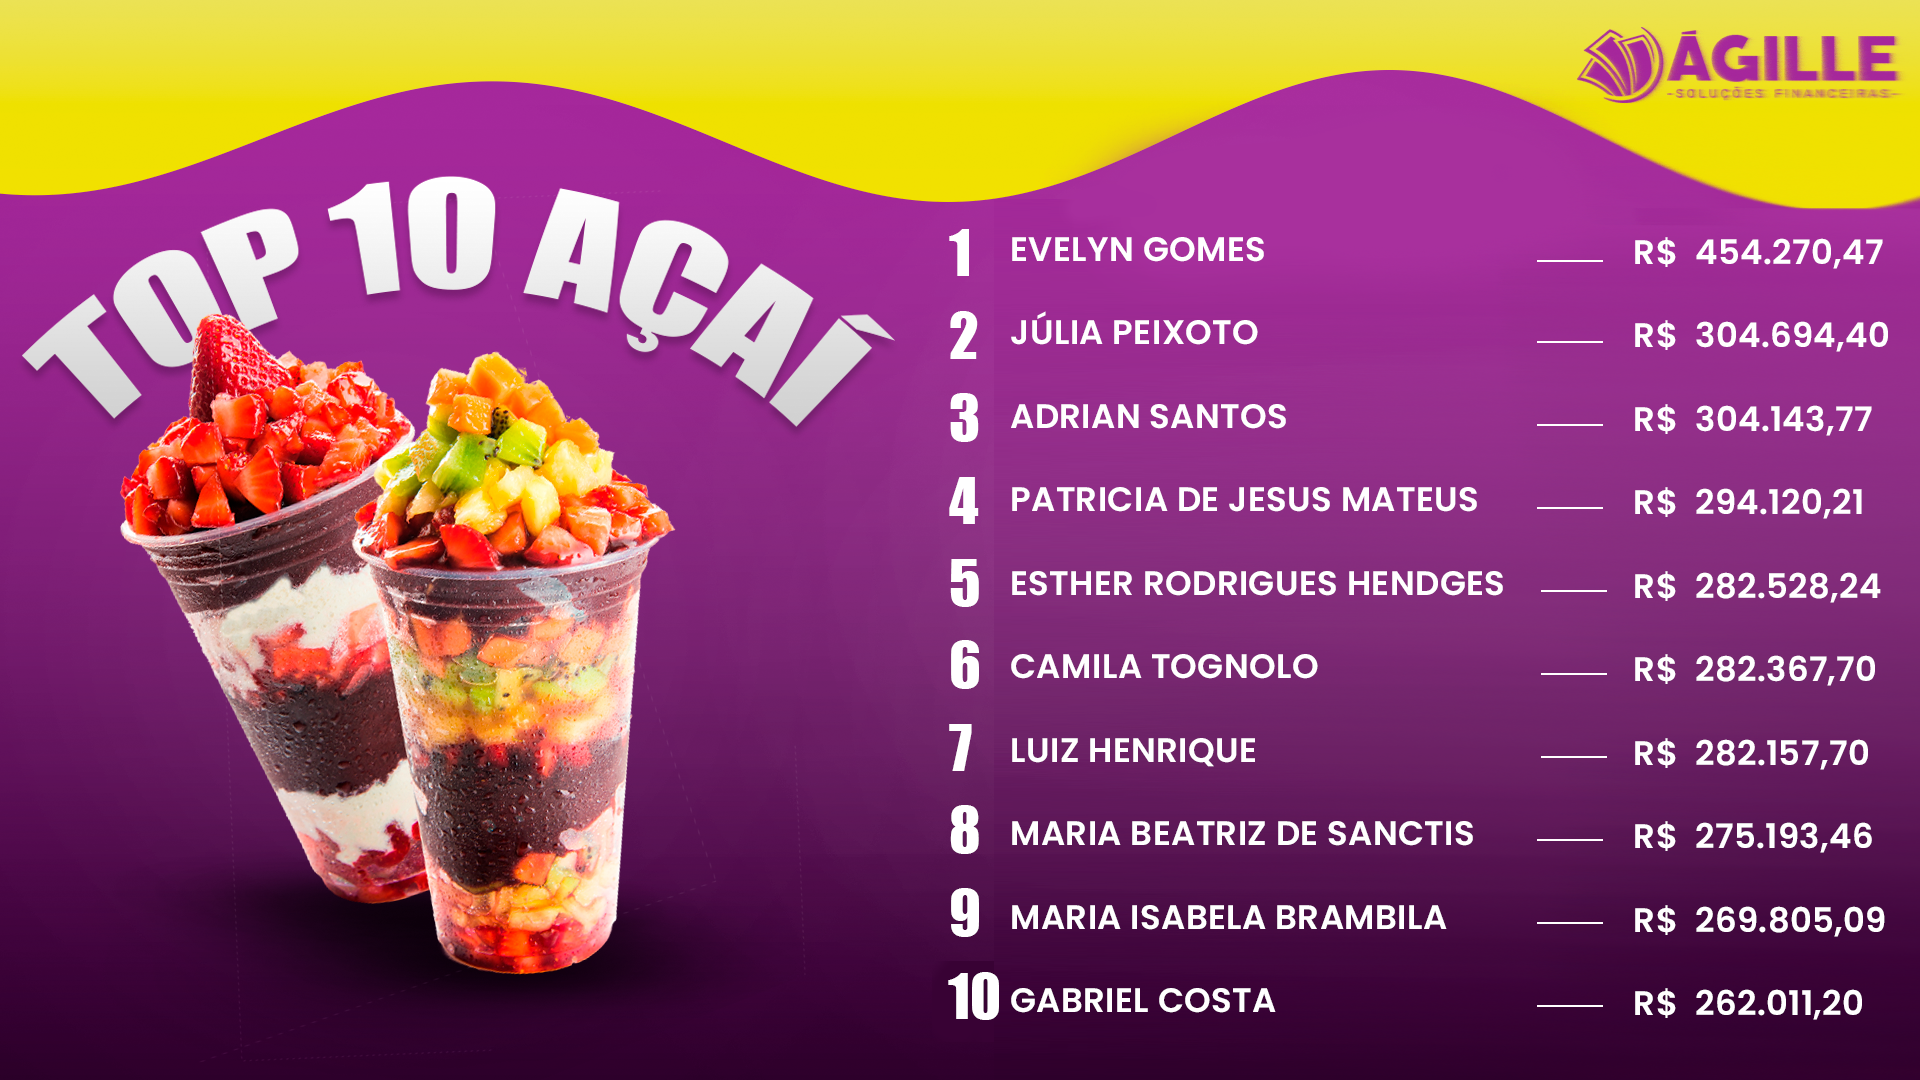 ÁGILLE
-SOLUÇÕES FINANCEIRAS-
TOP 10 AÇAÍ
1 EVELYN GOMES R$ 454.270,47
2 JÚLIA PEIXOTO R$ 304.694,40
3 ADRIAN SANTOS R$ 304.143,77
4 PATRICIA DE JESUS MATEUS R$ 294.120,21
5 ESTHER RODRIGUES HENDGES R$ 282.528,24
6 CAMILA TOGNOLO R$ 282.367,70
7 LUIZ HENRIQUE R$ 282.157,70
8 MARIA BEATRIZ DE SANCTIS R$ 275.193,46
9 MARIA ISABELA BRAMBILA R$ 269.805,09
10 GABRIEL COSTA R$ 262.011,20